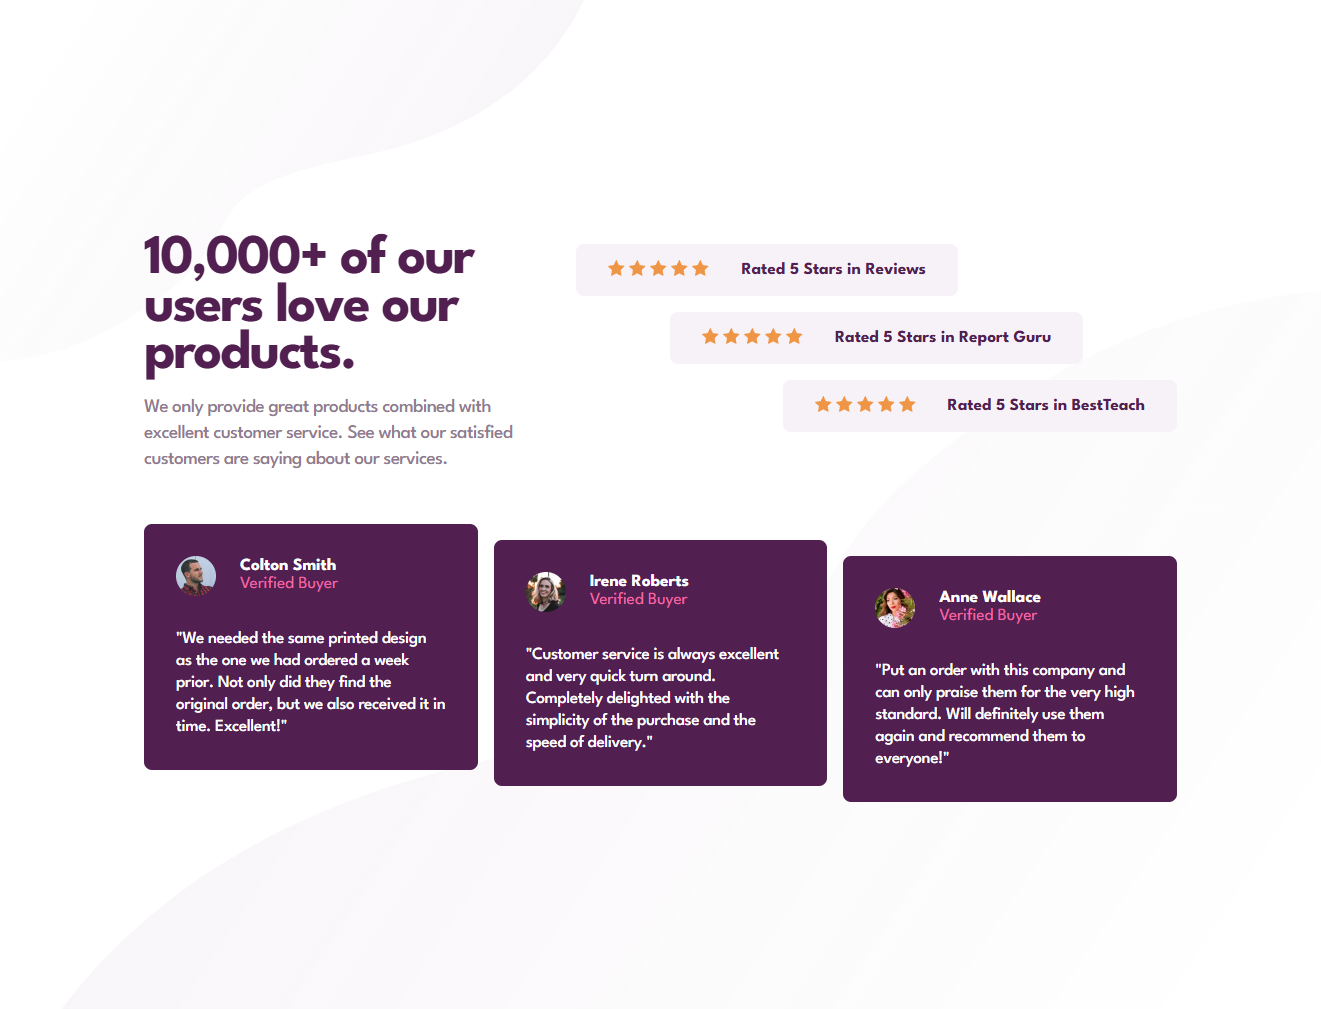 10,000+ of our
users love our
products.
We only provide great products combined with
excellent customer service. See what our satisfied
customers are saying about our services.
Rated 5 Stars in Reviews
Rated 5 Stars in Report Guru
Rated 5 Stars in BestTeach
Colton Smith
Verified Buyer
"We needed the same printed design
as the one we had ordered a week
prior. Not only did they find the
original order, but we also received it in
time. Excellent!"
Irene Roberts
Verified Buyer
"Customer service is always excellent
and very quick turn around.
Completely delighted with the
simplicity of the purchase and the
speed of delivery."
Anne Wallace
Verified Buyer
"Put an order with this company and
can only praise them for the very high
standard. Will definitely use them
again and recommend them to
everyone!"